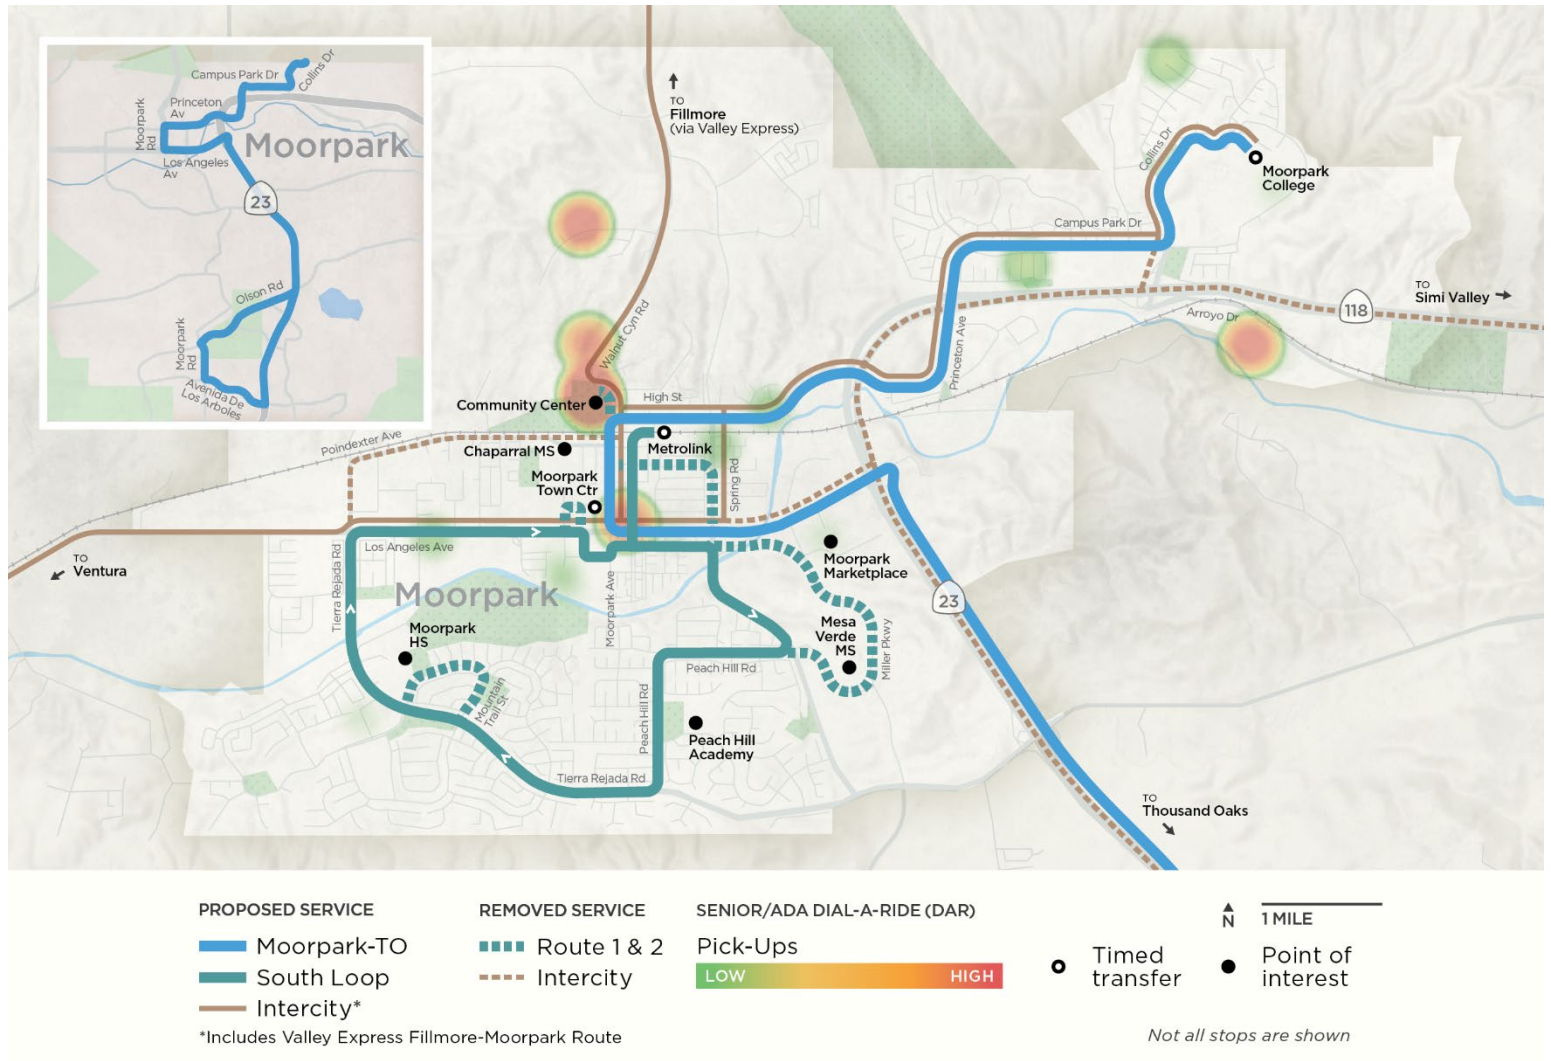 Campus Park Dr
Collins Dr
Princeton
Av
Moorpark
Rd
Moorpark
Los Angeles
Av
23
Olson Rd
Moorpark
Rd
Avenida De
Los Arboles
TO
Fillmore
(via Valley Express)
Collins Dr
Moorpark
College
Campus Park Dr
TO
Simi Valley
118
Arroyo Dr
Walnut Cyn Rd
Princeton Ave
High St
Community Center
Poindexter Ave
Chaparral MS
Metrolink
Moorpark
Town Ctr
Spring Rd
Los Angeles Ave
TO
Ventura
Tierra Rejada Rd
Moorpark
Marketplace
Moorpark
Moorpark Ave
23
Moorpark
HS
Mesa
Verde
MS
Miller Pkwy
Peach Hill Rd
Mountain
Trail St
Peach Hill Rd
Peach Hill
Academy
Tierra Rejada Rd
TO
Thousand Oaks
PROPOSED SERVICE
Moorpark-TO
South Loop
Intercity*
*Includes Valley Express Fillmore-Moorpark Route
REMOVED SERVICE
Route 1 & 2
Intercity
SENIOR/ADA DIAL-A-RIDE (DAR)
Pick-Ups
LOW
HIGH
Timed
transfer
N
1 MILE
Point of
interest
Not all stops are shown